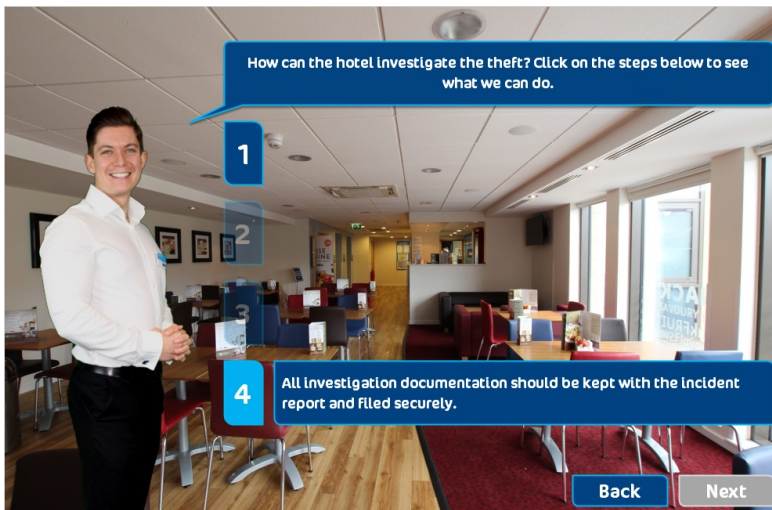 How can the hotel investigate the theft? Click on the steps below to see
what we can do.
1
2
3
4
All investigation documentation should be kept with the incident
report and filed securely.
Back
Next